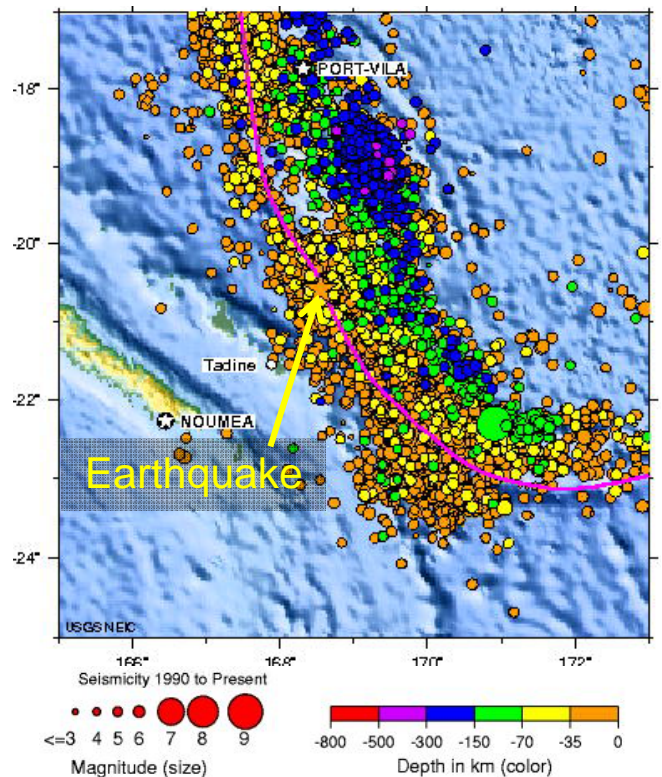 PORT-VILA
-18°
-20°
Tadine
-22°
NOUMEA
Earthquake
-24°
USGS NEIC
166° 168° 170° 172°
Seismicity 1990 to Present
<=3 4 5 6 7 8 9
Magnitude (size)
-800 -500 -300 -150 -70 -35 0
Depth in km (color)